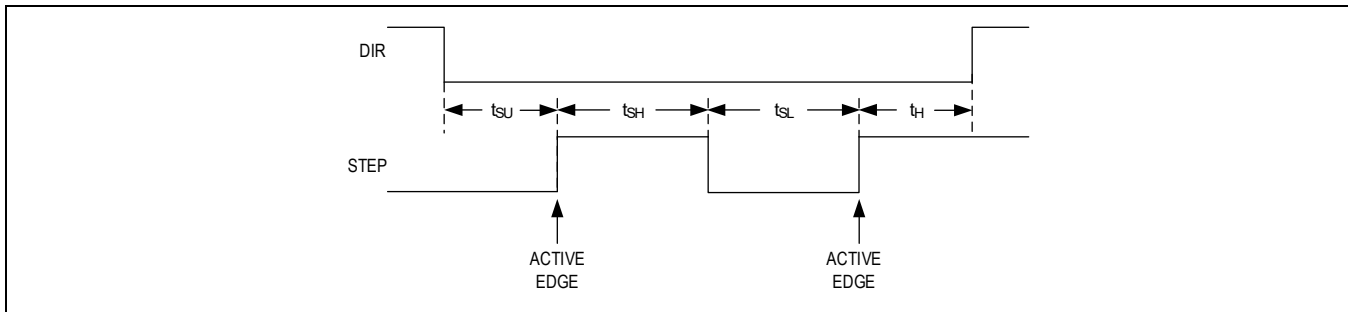 DIR
tSU tSH tSL tH
STEP
ACTIVE ACTIVE
EDGE EDGE